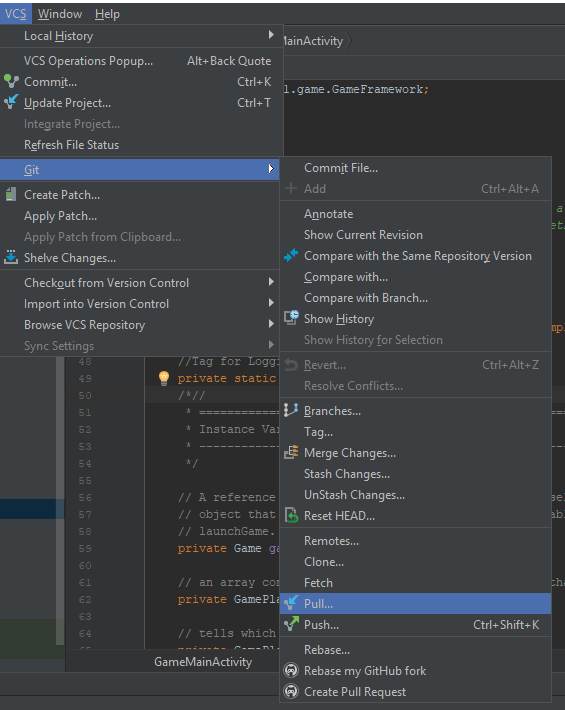 VCS Window Help
Local History
VCS Operations Popup... Alt+Back Quote
Commit... Ctrl+K
Update Project... Ctrl+T
Integrate Project...
Refresh File Status
Git
Create Patch...
Apply Patch...
Apply Patch from Clipboard...
Shelve Changes...
Checkout from Version Control
Import into Version Control
Browse VCS Repository
Sync Settings
MainActivity
l.game.GameFramework;
Commit File...
Add Ctrl+Alt+A
Annotate
Show Current Revision
Compare with the Same Repository Version
Compare with...
Compare with Branch...
Show History
Show History for Selection
Revert... Ctrl+Alt+Z
Resolve Conflicts...
Branches...
Tag...
Merge Changes...
Stash Changes...
UnStash Changes...
Reset HEAD...
Remotes...
Clone...
Fetch
Pull...
Push... Ctrl+Shift+K
Rebase...
Rebase my GitHub fork
Create Pull Request
48 //Tag for Loggi
49 private static
50 /*//
51 * ============
52 * Instance Var
53 * ------------
54 */
55
56 // A reference
57 // object that
58 // launchGame.
59 private Game ga
60
61 // an array con
62 private GamePla
63
64 // tells which
65 private GamePla
GameMainActivity